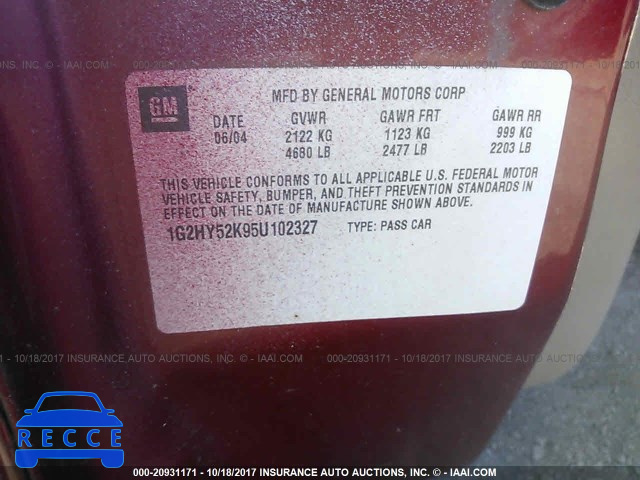 000-20931171 - 10/18/2017 INSURANCE AUTO AUCTIONS, INC. - IAAI.COM
GM
MFD BY GENERAL MOTORS CORP
DATE GVWR GAWR FRT GAWR RR
06/04 2122 KG 1123 KG 999 KG
4680 LB 2477 LB 2203 LB
THIS VEHICLE CONFORMS TO ALL APPLICABLE U.S. FEDERAL MOTOR
VEHICLE SAFETY, BUMPER, AND THEFT PREVENTION STANDARDS IN
EFFECT ON THE DATE OF MANUFACTURE SHOWN ABOVE.
1G2HY52K95U102327 TYPE: PASS CAR
10/18/2017 INSURANCE AUTO AUCTIONS, INC. - IAAI.COM 000-20931171 - 10/18/2017
RECCE
000-20931171 - 10/18/2017 INSURANCE AUTO AUCTIONS, INC. - IAAI.COM